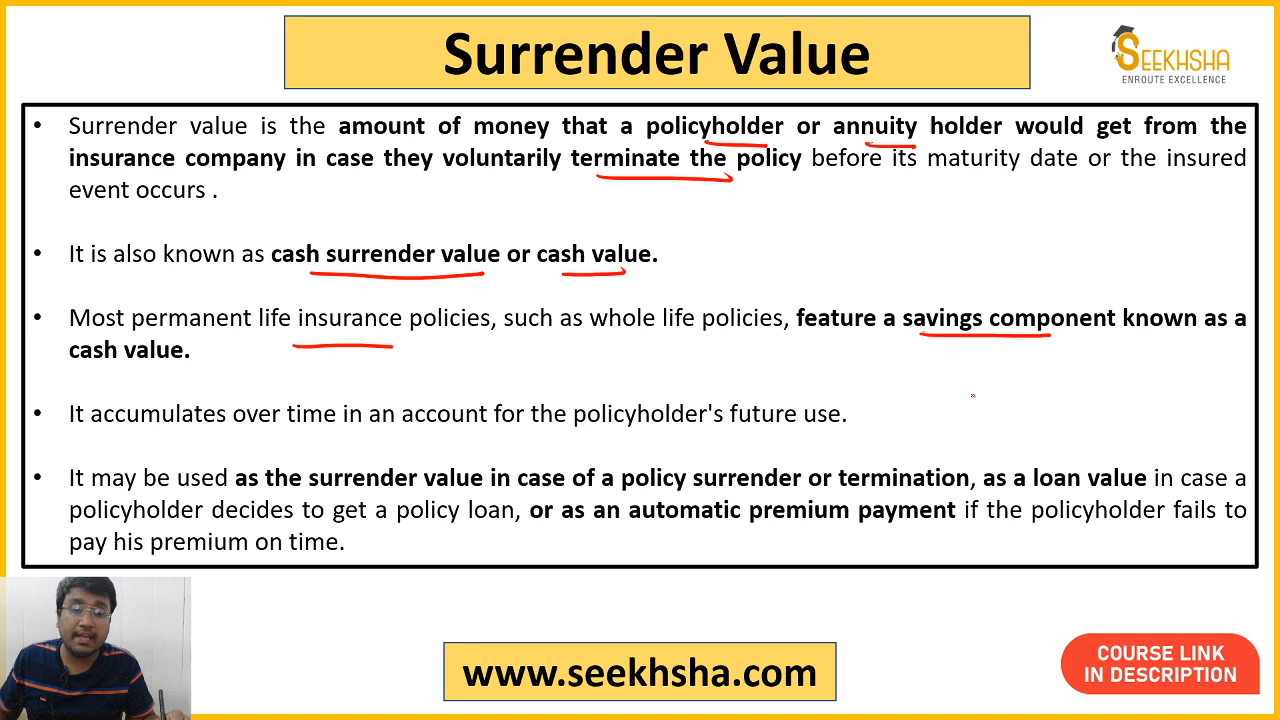 Surrender Value
SEEKHSHA
ENROUTE EXCELLENCE
• Surrender value is the amount of money that a policyholder or annuity holder would get from the
insurance company in case they voluntarily terminate the policy before its maturity date or the insured
event occurs .
• It is also known as cash surrender value or cash value.
• Most permanent life insurance policies, such as whole life policies, feature a savings component known as a
cash value.
• It accumulates over time in an account for the policyholder's future use.
• It may be used as the surrender value in case of a policy surrender or termination, as a loan value in case a
policyholder decides to get a policy loan, or as an automatic premium payment if the policyholder fails to
pay his premium on time.
www.seekhsha.com
COURSE LINK
IN DESCRIPTION